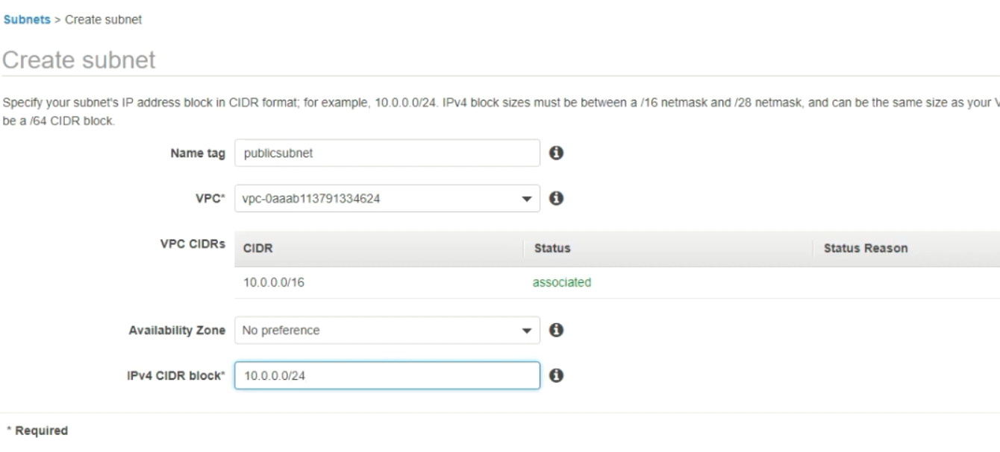 Subnets > Create subnet
Create subnet
Specify your subnet's IP address block in CIDR format; for example, 10.0.0.0/24. IPv4 block sizes must be between a /16 netmask and /28 netmask, and can be the same size as your
be a /64 CIDR block.
Name tag publicsubnet
VPC* vpc-0aaab113791334624
VPC CIDRs CIDR Status Status Reason
10.0.0.0/16 associated
Availability Zone No preference
IPv4 CIDR block* 10.0.0.0/24
* Required